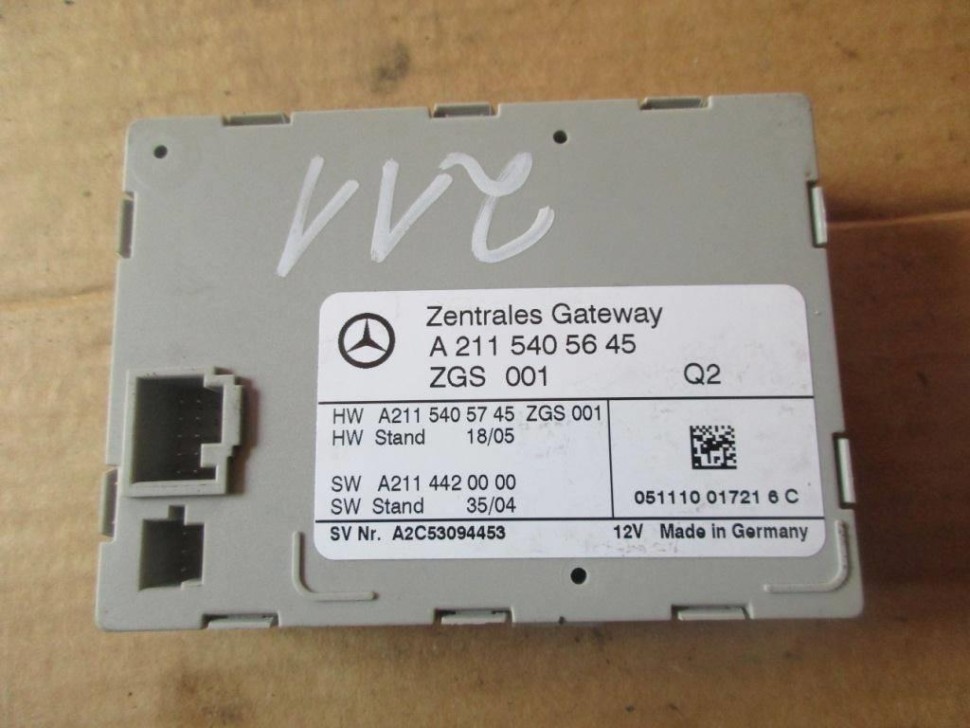 211
Zentrales Gateway
A 211 540 56 45
ZGS 001 Q2
HW A211 540 57 45 ZGS 001
HW Stand 18/05
SW A211 442 00 00
SW Stand 35/04
051110 01721 6 C
SV Nr. A2C53094453 12V Made in Germany